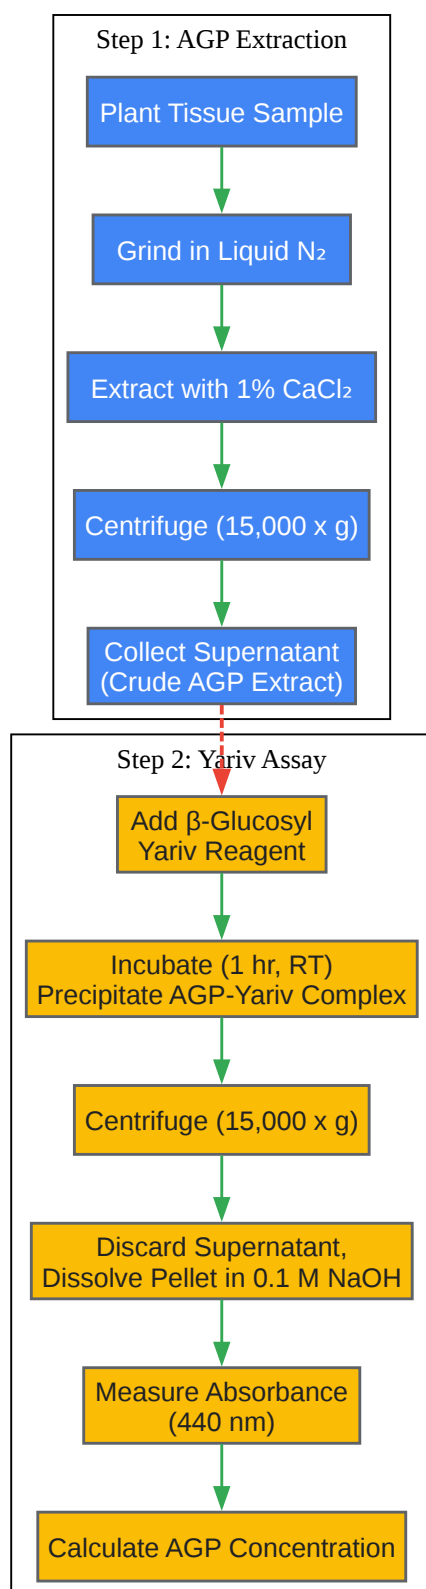 Step 1: AGP Extraction
Plant Tissue Sample
Grind in Liquid N₂
Extract with 1% CaCl₂
Centrifuge (15,000 x g)
Collect Supernatant
(Crude AGP Extract)
Step 2: Yariv Assay
Add β-Glucosyl
Yariv Reagent
Incubate (1 hr, RT)
Precipitate AGP-Yariv Complex
Centrifuge (15,000 x g)
Discard Supernatant,
Dissolve Pellet in 0.1 M NaOH
Measure Absorbance
(440 nm)
Calculate AGP Concentration